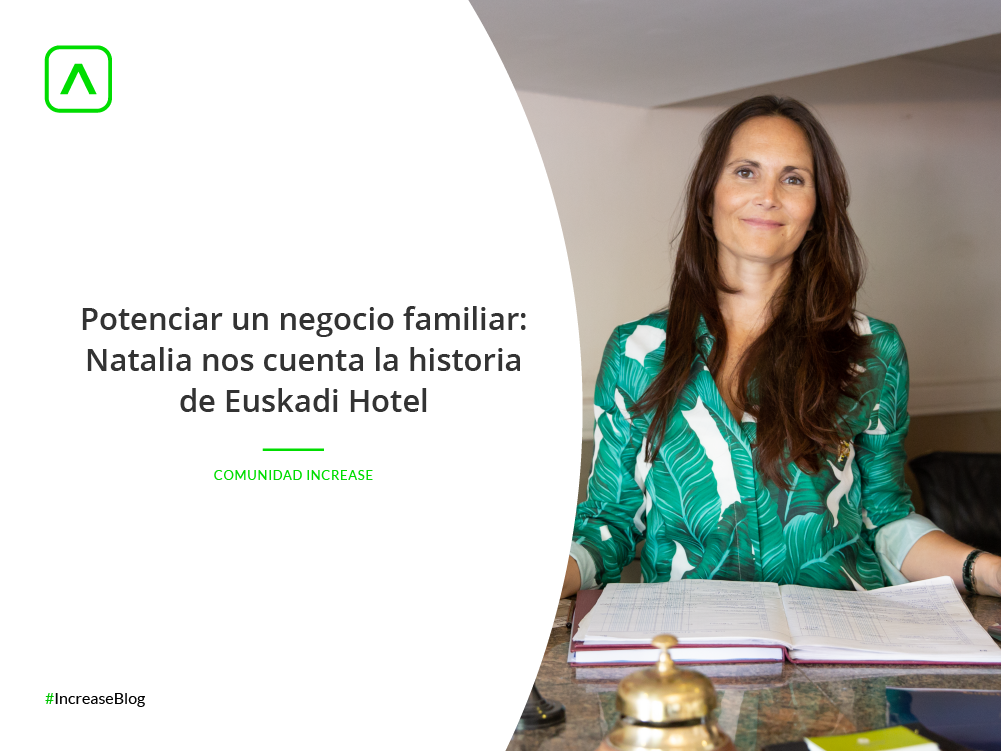 Potenciar un negocio familiar:
Natalia nos cuenta la historia
de Euskadi Hotel
COMUNIDAD INCREASE
#IncreaseBlog